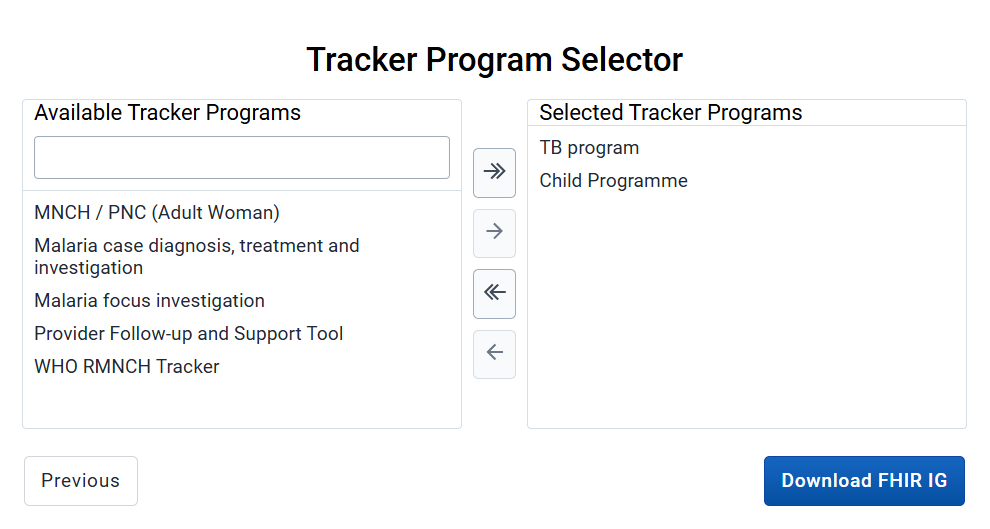 Tracker Program Selector
Available Tracker Programs
MNCH / PNC (Adult Woman)
Malaria case diagnosis, treatment and
investigation
Malaria focus investigation
Provider Follow-up and Support Tool
WHO RMNCH Tracker
Selected Tracker Programs
TB program
Child Programme
Previous
Download FHIR IG